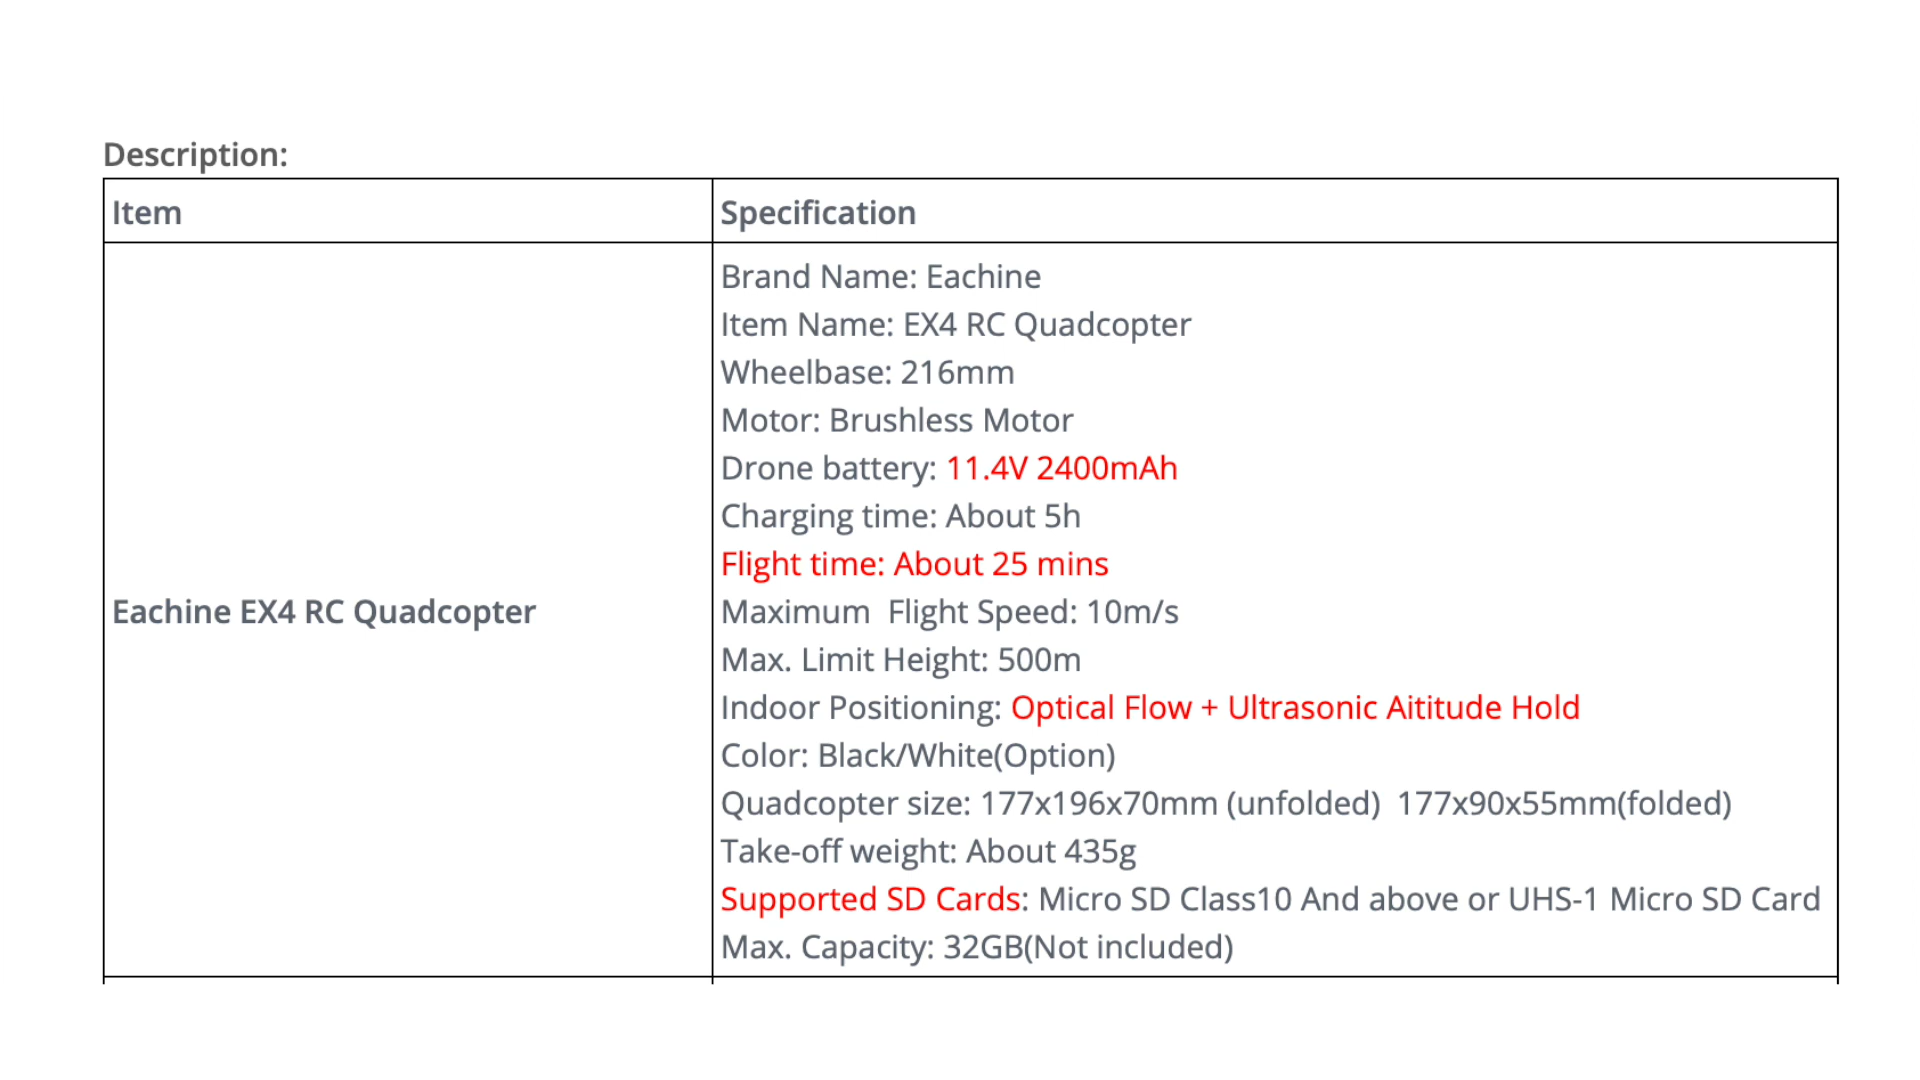 Description:
Item
Specification
Eachine EX4 RC Quadcopter
Brand Name: Eachine
Item Name: EX4 RC Quadcopter
Wheelbase: 216mm
Motor: Brushless Motor
Drone battery: 11.4V 2400mAh
Charging time: About 5h
Flight time: About 25 mins
Maximum  Flight Speed: 10m/s
Max. Limit Height: 500m
Indoor Positioning: Optical Flow + Ultrasonic Aititude Hold
Color: Black/White(Option)
Quadcopter size: 177x196x70mm (unfolded)  177x90x55mm(folded)
Take-off weight: About 435g
Supported SD Cards: Micro SD Class10 And above or UHS-1 Micro SD Card
Max. Capacity: 32GB(Not included)